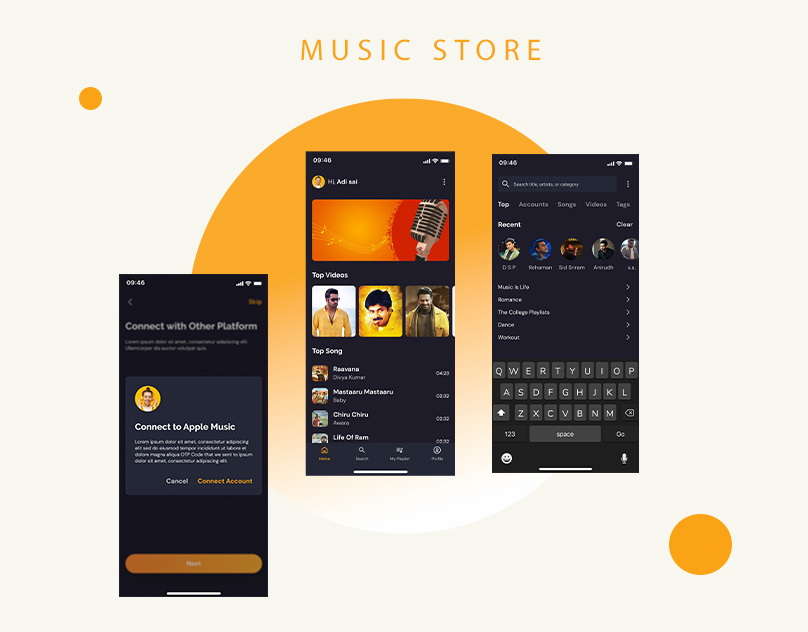 MUSIC STORE
09:46
Skip
Connect with Other Platform
Lorem ipsum dolor sit amet, consectetur adipiscing elit.
Ullamcorper dis auctor volutpat quis.
Connect to Apple Music
Lorem ipsum dolor sit amet, consectetur adipiscing elit, sed do eiusmod tempor incididunt ut labore et
dolore magna aliqua OTP Code that we sent to ipsum
dolor sit amet, consectetur adipiscing elit.
Cancel Connect Account
Next
09:46
Hi, Adi sai
Top Videos
Top Song
Raavana
Divya Kumar
04:23
Mastaaru Mastaaru
Baby
03:32
Chiru Chiru
Awara
03:32
Life Of Ram
Home Search My Playlist Profile
09:46
Search title, artists, or category
Top Accounts Songs Videos Tags
Recent Clear
D S P Rehaman Sid Sriram Anirudh s.s.
Music Is Life
Romance
The College Playlists
Dance
Workout
Q W E R T Y U I O P
A S D F G H J K L
Z X C V B N M
123 space Go